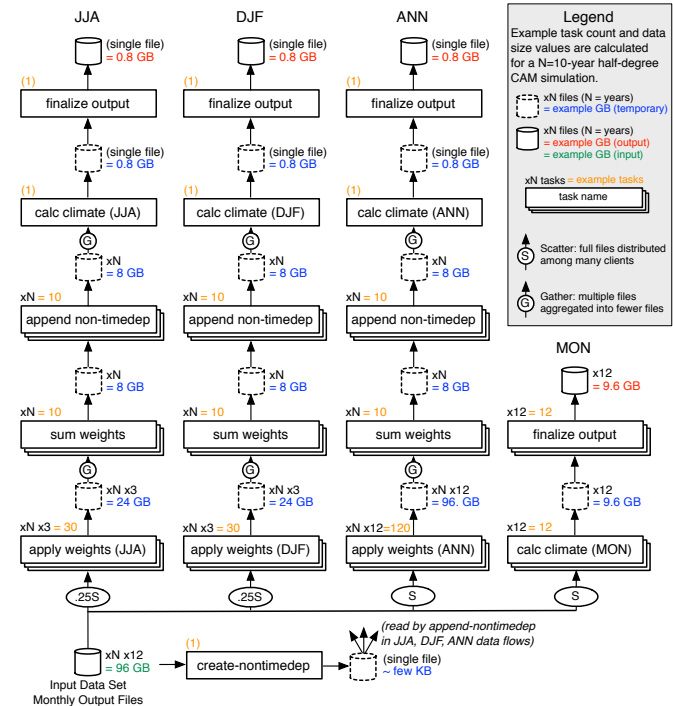 JJA
(single file)
= 0.8 GB
(1)
finalize output
(single file)
= 0.8 GB
(1)
calc climate (JJA)
G
xN
= 8 GB
xN = 10
append non-timedep
xN
= 8 GB
xN = 10
sum weights
G
xN x3
= 24 GB
xN x3 = 30
apply weights (JJA)
.25S
DJF
(single file)
= 0.8 GB
(1)
finalize output
(single file)
= 0.8 GB
(1)
calc climate (DJF)
G
xN
= 8 GB
xN = 10
append non-timedep
xN
= 8 GB
xN = 10
sum weights
G
xN x3
= 24 GB
xN x3 = 30
apply weights (DJF)
.25S
ANN
(single file)
= 0.8 GB
(1)
finalize output
(single file)
= 0.8 GB
(1)
calc climate (ANN)
G
xN
= 8 GB
xN = 10
append non-timedep
xN
= 8 GB
xN = 10
sum weights
G
xN x12
= 96. GB
xN x12=120
apply weights (ANN)
S
Legend
Example task count and data
size values are calculated
for a N=10-year half-degree
CAM simulation.
xN files (N = years)
= example GB (temporary)
xN files (N = years)
= example GB (output)
= example GB (input)
xN tasks = example tasks
task name
S
Scatter: full files distributed
among many clients
G
Gather: multiple files
aggregated into fewer files
MON
x12
= 9.6 GB
x12 = 12
finalize output
x12
= 9.6 GB
x12 = 12
calc climate (MON)
S
xN x12
= 96 GB
Input Data Set
Monthly Output Files
(1)
create-nontimedep
(read by append-nontimedep
in JJA, DJF, ANN data flows)
(single file)
~ few KB